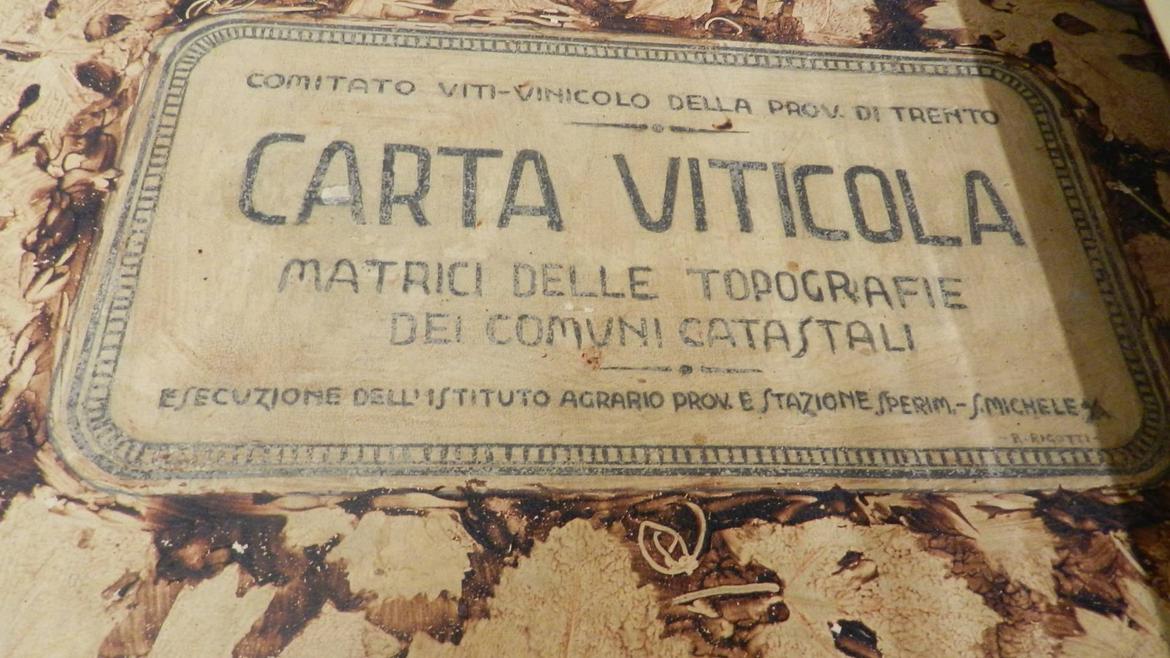 COMITATO VITI-VINICOLO DELLA PROV. DI TRENTO
CARTA VITICOLA
MATRICI DELLE TOPOGRAFIE
DEI COMUNI CATASTALI
ESECUZIONE DELL'ISTITUTO AGRARIO PROV. E STAZIONE SPERIM.-S.MICHELE a/A
-R.RIGOTTI-